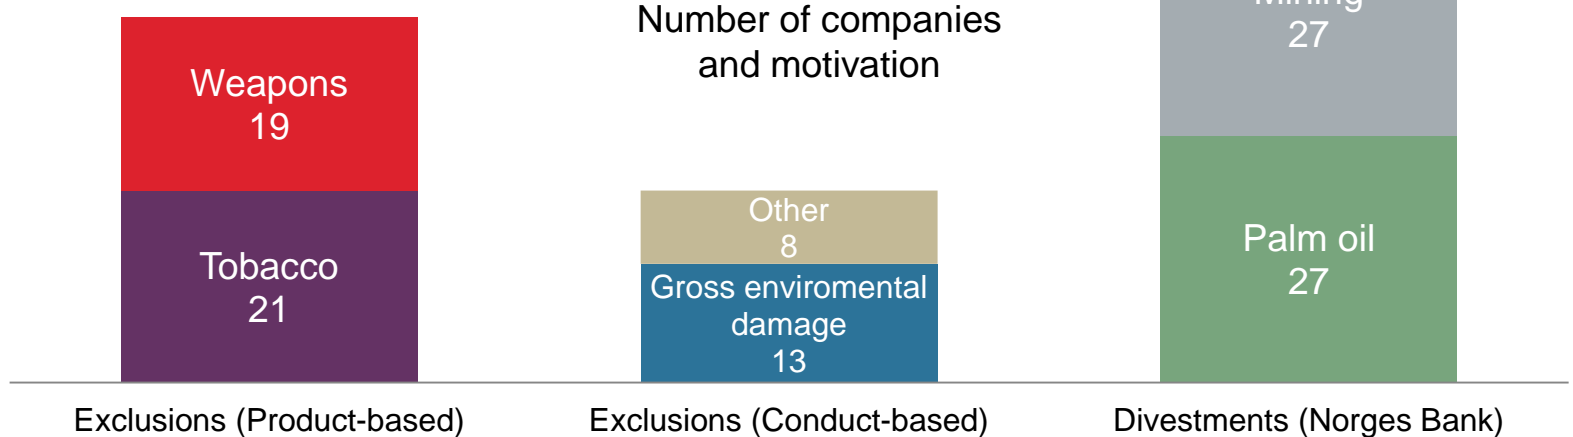 Number of companies
and motivation
Mining
27
Weapons
19
Tobacco
21
Other
8
Gross enviromental
damage
13
Palm oil
27
Exclusions (Product-based)
Exclusions (Conduct-based)
Divestments (Norges Bank)